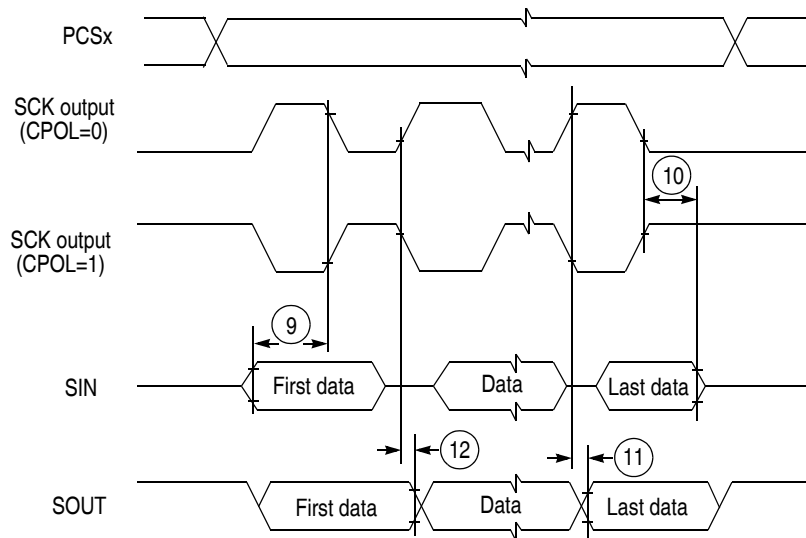 PCSx
SCK output
(CPOL=0)
10
SCK output
(CPOL=1)
9
SIN
First data
Data
Last data
12
11
SOUT
First data
Data
Last data